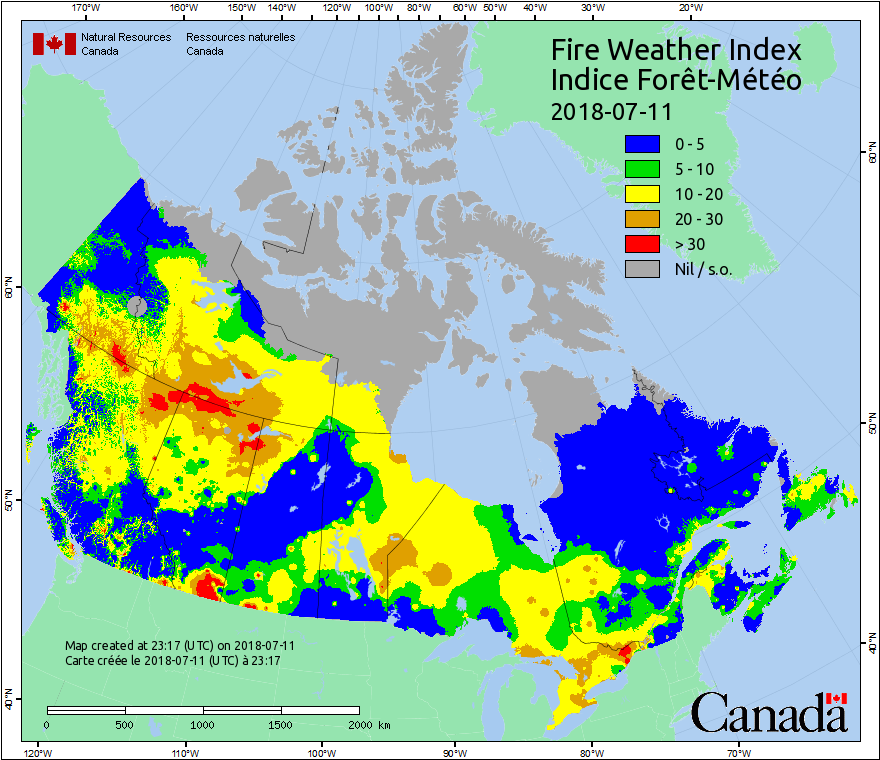 170°W 160°W 150°W 140°W 130°W 120°W 110°W 100°W 90°W 80°W 70°W 60°W 50°W 40°W 30°W 20°W
Natural Resources Canada
Ressources naturelles Canada
Fire Weather Index
Indice Forêt-Météo
2018-07-11
0 - 5
5 - 10
10 - 20
20 - 30
> 30
Nil / s.o.
60°N
60°N
50°N
50°N
40°N
40°N
Map created at 23:17 (UTC) on 2018-07-11
Carte créée le 2018-07-11 (UTC) à 23:17
0 500 1000 1500 2000 km
Canada
120°W 110°W 100°W 90°W 80°W 70°W